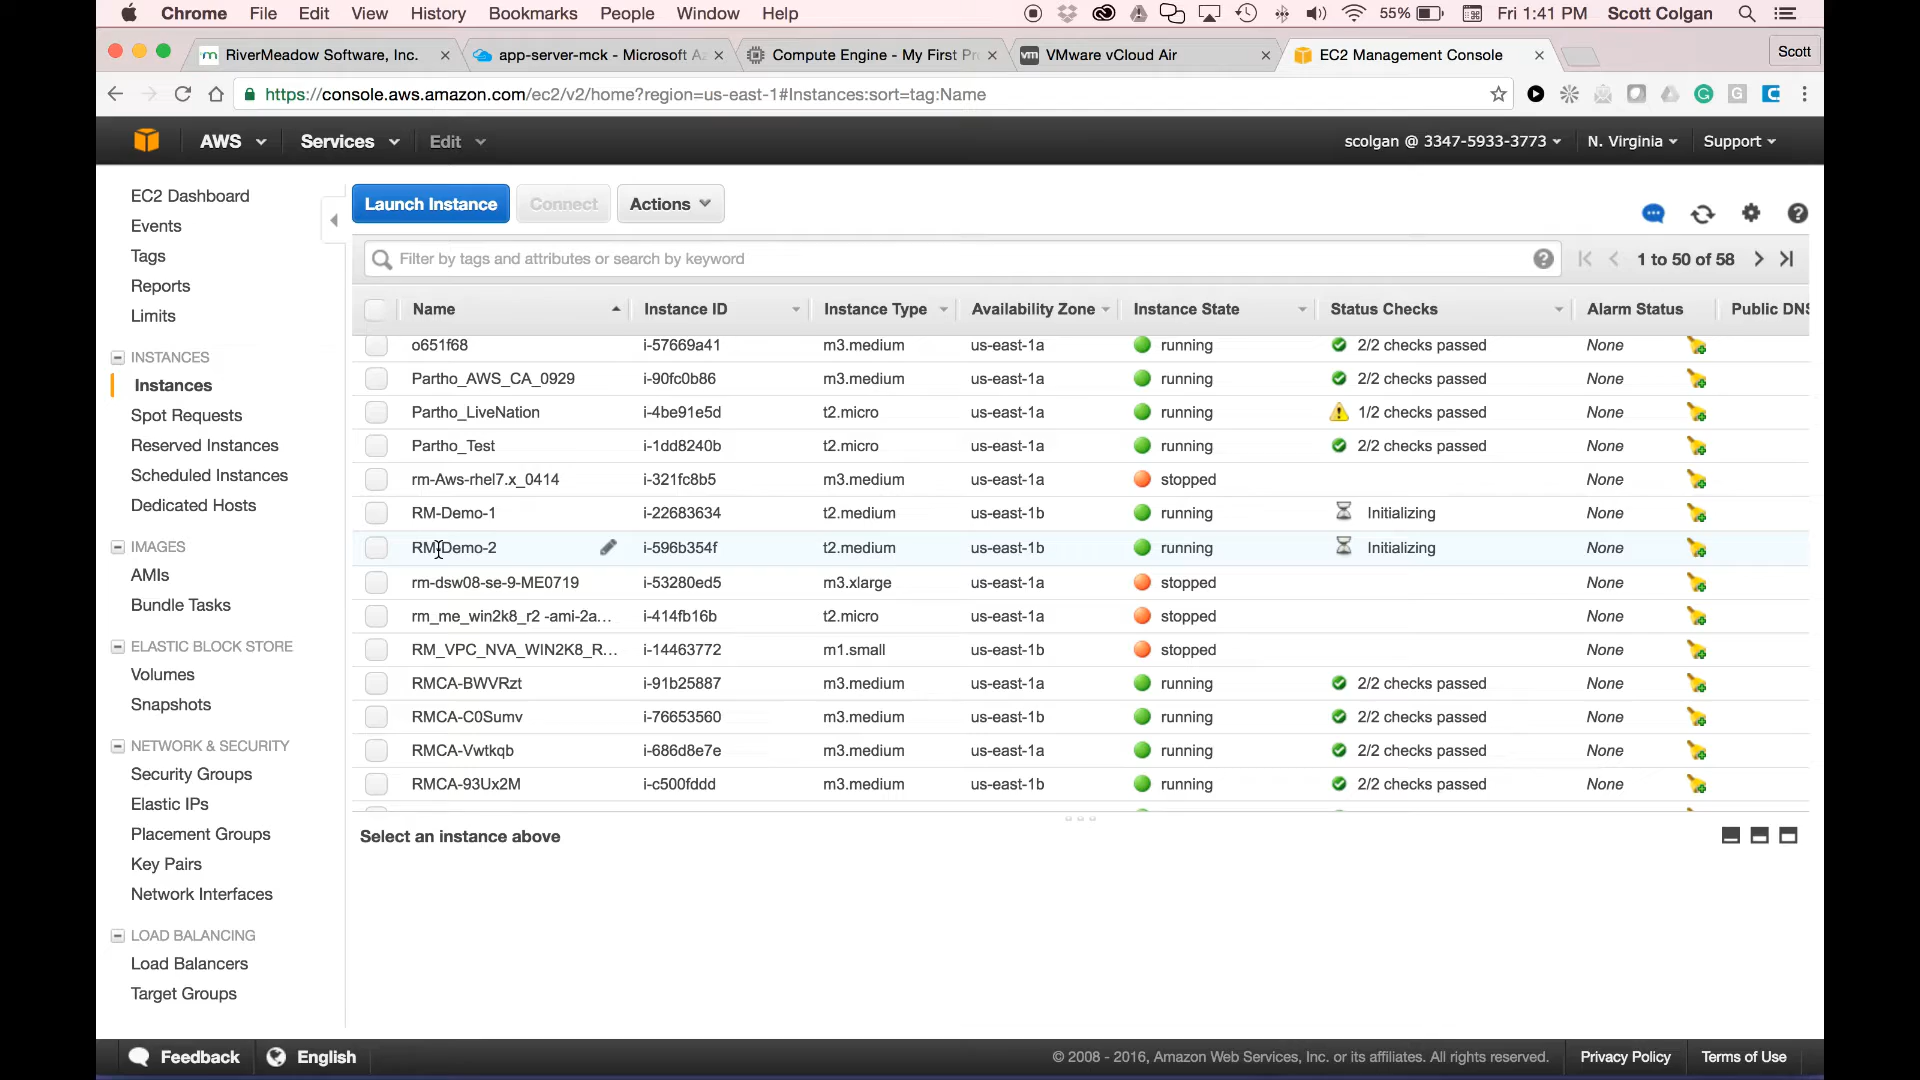 Chrome File Edit View History Bookmarks People Window Help 55% Fri 1:41 PM Scott Colgan
RiverMeadow Software, Inc. app-server-mck - Microsoft Az Compute Engine - My First Pr VMware vCloud Air EC2 Management Console Scott
https://console.aws.amazon.com/ec2/v2/home?region=us-east-1#Instances:sort=tag:Name
AWS Services Edit scolgan @ 3347-5933-3773 N. Virginia Support
EC2 Dashboard
Events
Tags
Reports
Limits
INSTANCES
Instances
Spot Requests
Reserved Instances
Scheduled Instances
Dedicated Hosts
IMAGES
AMIs
Bundle Tasks
ELASTIC BLOCK STORE
Volumes
Snapshots
NETWORK & SECURITY
Security Groups
Elastic IPs
Placement Groups
Key Pairs
Network Interfaces
LOAD BALANCING
Load Balancers
Target Groups
Launch Instance Connect Actions
Filter by tags and attributes or search by keyword 1 to 50 of 58
Name Instance ID Instance Type Availability Zone Instance State Status Checks Alarm Status Public DNS
o651f68 i-57669a41 m3.medium us-east-1a running 2/2 checks passed None
Partho_AWS_CA_0929 i-90fc0b86 m3.medium us-east-1a running 2/2 checks passed None
Partho_LiveNation i-4be91e5d t2.micro us-east-1a running 1/2 checks passed None
Partho_Test i-1dd8240b t2.micro us-east-1a running 2/2 checks passed None
rm-Aws-rhel7.x_0414 i-321fc8b5 m3.medium us-east-1a stopped None
RM-Demo-1 i-22683634 t2.medium us-east-1b running Initializing None
RM-Demo-2 i-596b354f t2.medium us-east-1b running Initializing None
rm-dsw08-se-9-ME0719 i-53280ed5 m3.xlarge us-east-1a stopped None
rm_me_win2k8_r2 -ami-2a... i-414fb16b t2.micro us-east-1a stopped None
RM_VPC_NVA_WIN2K8_R... i-14463772 m1.small us-east-1b stopped None
RMCA-BWVRzt i-91b25887 m3.medium us-east-1a running 2/2 checks passed None
RMCA-C0Sumv i-76653560 m3.medium us-east-1b running 2/2 checks passed None
RMCA-Vwtkqb i-686d8e7e m3.medium us-east-1a running 2/2 checks passed None
RMCA-93Ux2M i-c500fddd m3.medium us-east-1b running 2/2 checks passed None
Select an instance above
Feedback English © 2008 - 2016, Amazon Web Services, Inc. or its affiliates. All rights reserved. Privacy Policy Terms of Use